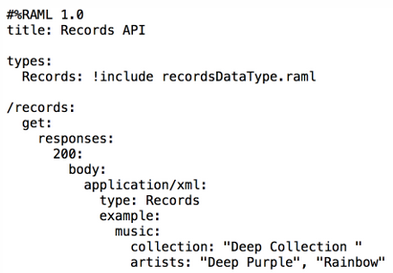 #%RAML 1.0
title: Records API
types:
  Records: !include recordsDataType.raml
/records:
  get:
    responses:
      200:
        body:
          application/xml:
            type: Records
            example:
              music:
                collection: "Deep Collection "
                artists: "Deep Purple", "Rainbow"